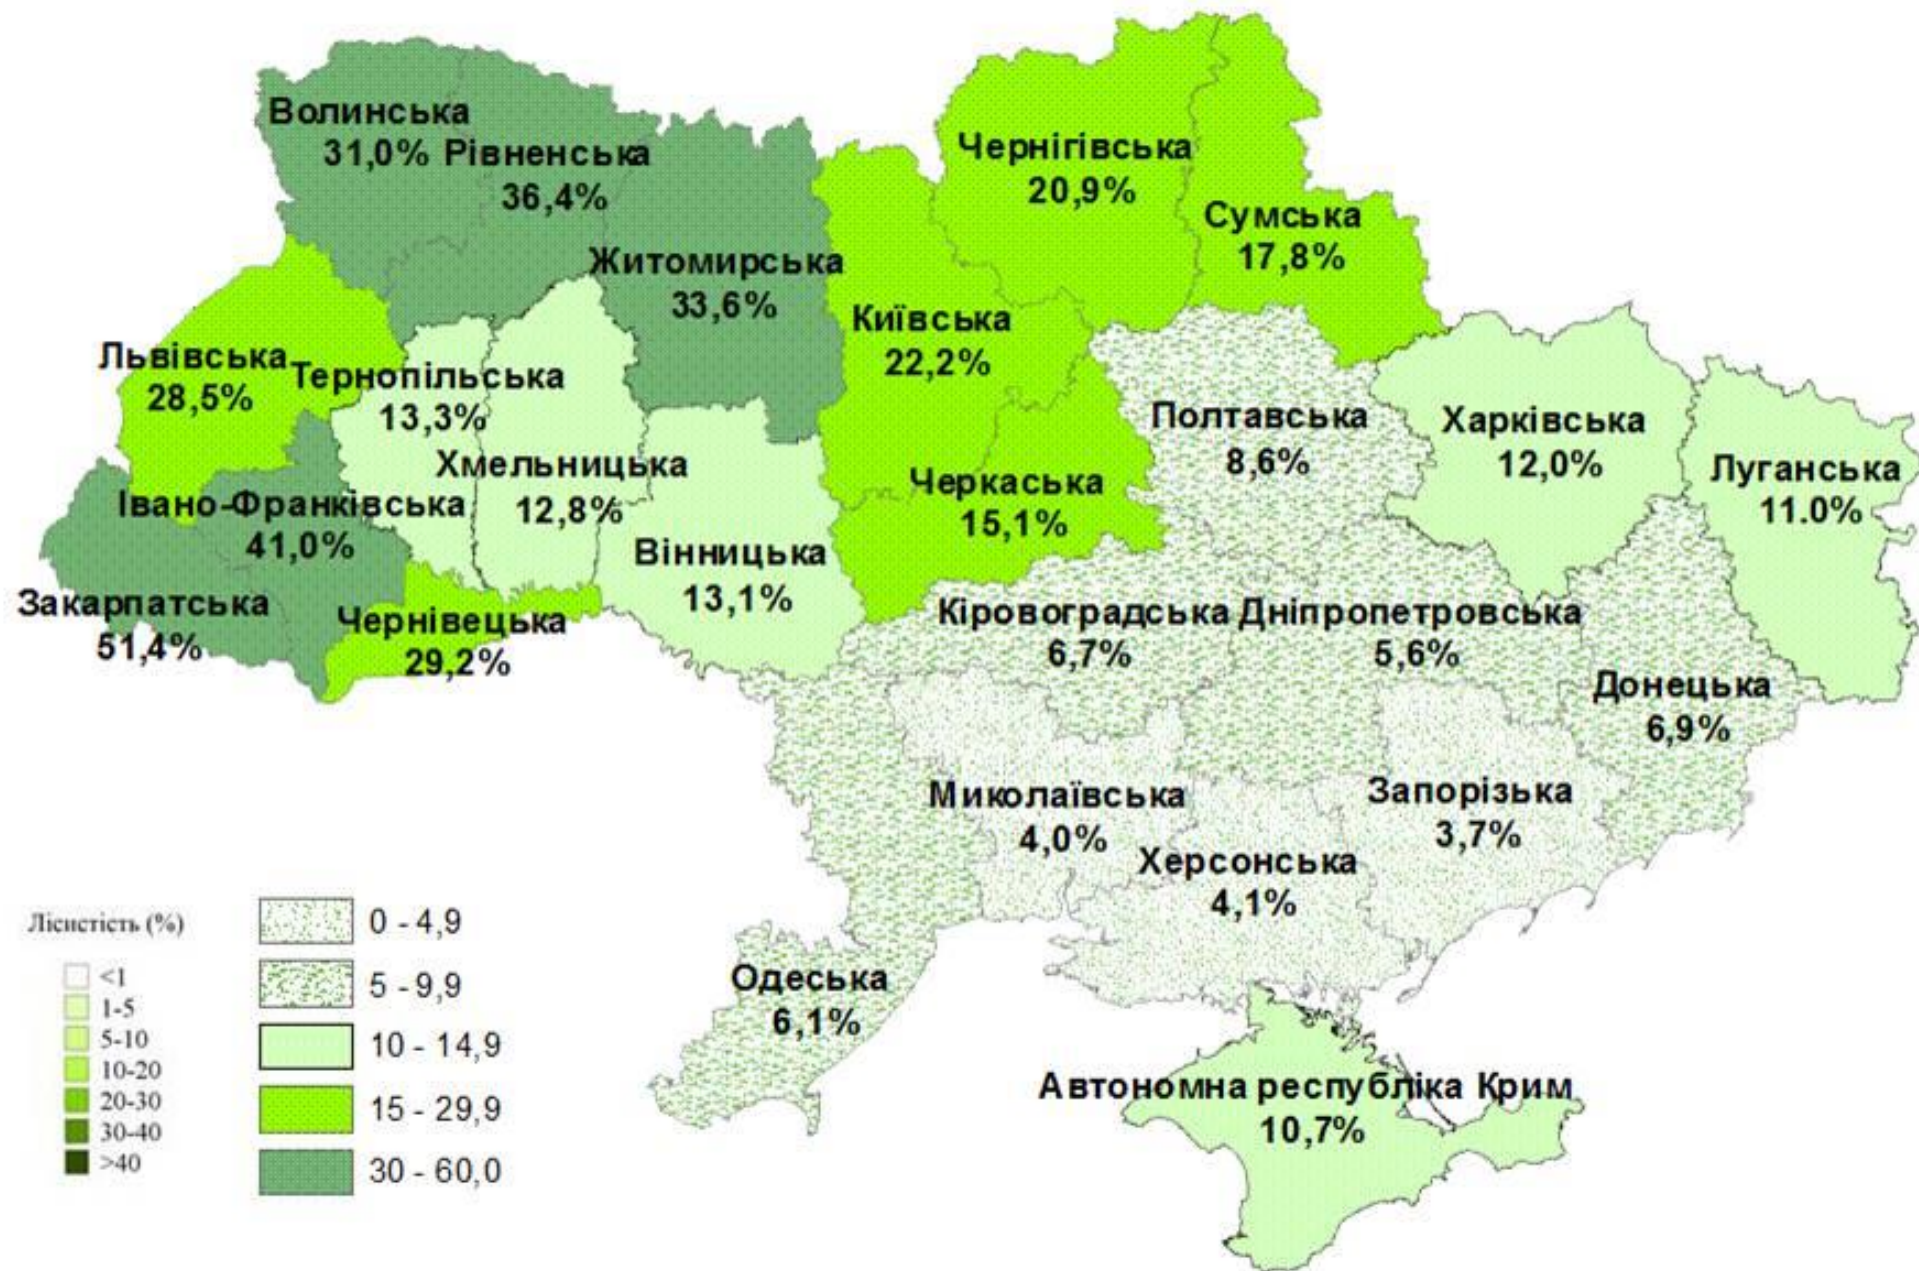 Волинська
31,0%
Рівненська
36,4%
Житомирська
33,6%
Чернігівська
20,9%
Сумська
17,8%
Київська
22,2%
Львівська
28,5%
Тернопільська
13,3%
Хмельницька
12,8%
Вінницька
13,1%
Черкаська
15,1%
Полтавська
8,6%
Харківська
12,0%
Луганська
11.0%
Івано-Франківська
41,0%
Закарпатська
51,4%
Чернівецька
29,2%
Кіровоградська
6,7%
Дніпропетровська
5,6%
Донецька
6,9%
Миколаївська
4,0%
Запорізька
3,7%
Херсонська
4,1%
Одеська
6,1%
Автономна республіка Крим
10,7%
Лісистість (%)
<1
1-5
5-10
10-20
20-30
30-40
>40
0 - 4,9
5 - 9,9
10 - 14,9
15 - 29,9
30 - 60,0